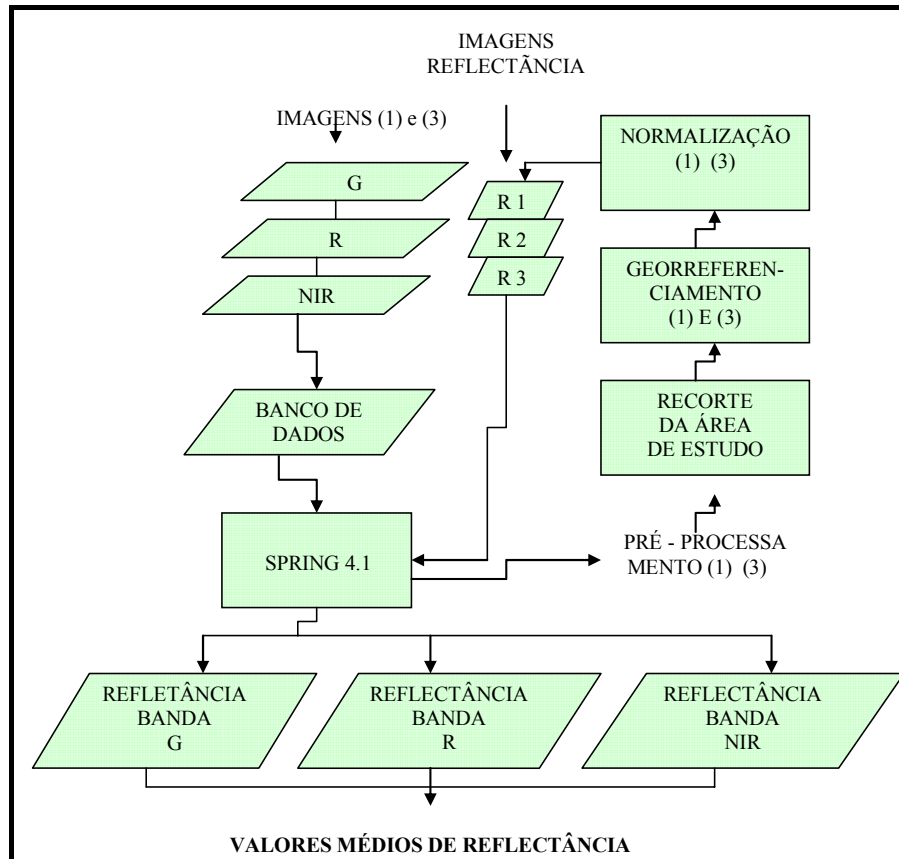 IMAGENS
REFLECTÃNCIA
IMAGENS (1) e (3)
G
R
NIR
BANCO DE
DADOS
SPRING 4.1
R 1
R 2
R 3
NORMALIZAÇÃO
(1) (3)
GEORREFEREN-
CIAMENTO
(1) E (3)
RECORTE
DA ÁREA
DE ESTUDO
PRÉ - PROCESSA
MENTO (1) (3)
REFLETÂNCIA
BANDA
G
REFLECTÂNCIA
BANDA
R
REFLECTÂNCIA
BANDA
NIR
VALORES MÉDIOS DE REFLECTÂNCIA